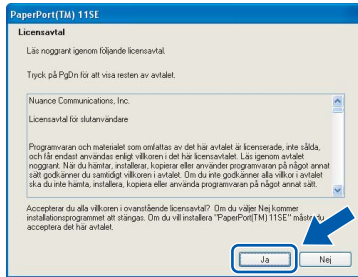 PaperPort(TM) 11SE
Licensavtal
Läs noggrant igenom följande licensavtal.
Tryck på PgDn för att visa resten av avtalet.
Nuance Communications, Inc.
Licensavtal för slutanvändare
Programvaran och materialet som omfattas av det här avtalet är licenserade, inte sålda,
och får endast användas enligt villkoren i det här licensavtalet. Läs igenom avtalet
noggrant. När du hämtar, installerar, kopierar eller använder programvaran på något annat
sätt godkänner du samtidigt villkoren i avtalet. Om du inte godkänner alla villkor i avtalet
ska du inte hämta, installera, kopiera eller använda programvaran på något annat sätt.
Accepterar du alla villkoren i ovanstående licensavtal? Om du väljer Nej kommer
installationsprogrammet att stängas. Om du vill installera "PaperPort(TM) 11SE" måste du
acceptera det här avtalet.
Ja
Nej